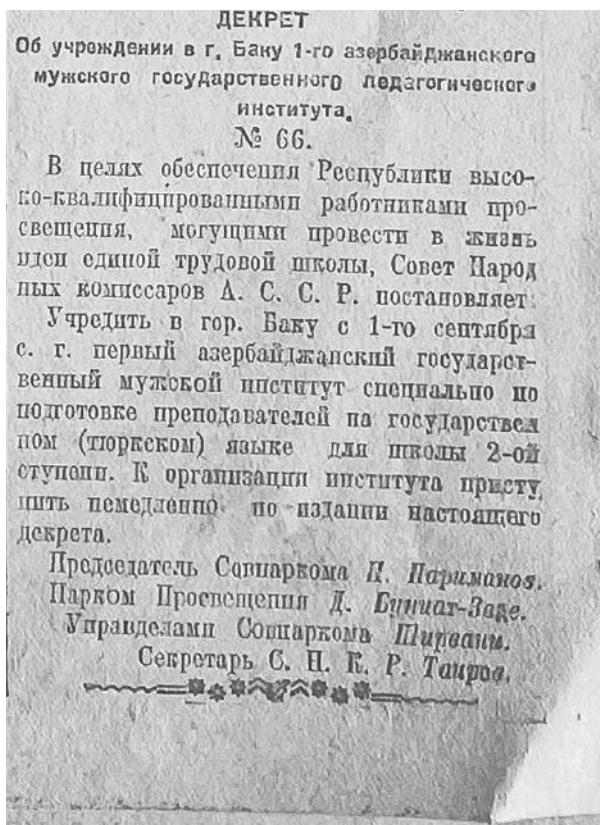 ДЕКРЕТ
Об учреждении в г. Баку 1-го азербайджанского
мужского государственного педагогического
института.
№ 66.
В целях обеспечения Республики высо-
ко-квалифицированными работниками про-
свещения, могущими провести в жизнь
идеи единой трудовой школы, Совет Народ
ных комиссаров А. С. С. Р. постановляет:
Учредить в гор. Баку с 1-го сентября
с. г. первый азербайджанский государст-
венный мужской институт специально по
подготовке преподавателей на государствен
ном (тюркском) языке для школы 2-ой
ступени. К организации института присту
пить немедленно по издании настоящего
декрета.
Председатель Совнаркома Н. Нариманов.
Нарком Просвещения Д. Буниат-Заде.
Управделами Совнаркома Ширвани.
Секретарь С. Н. К. Р. Таиров.